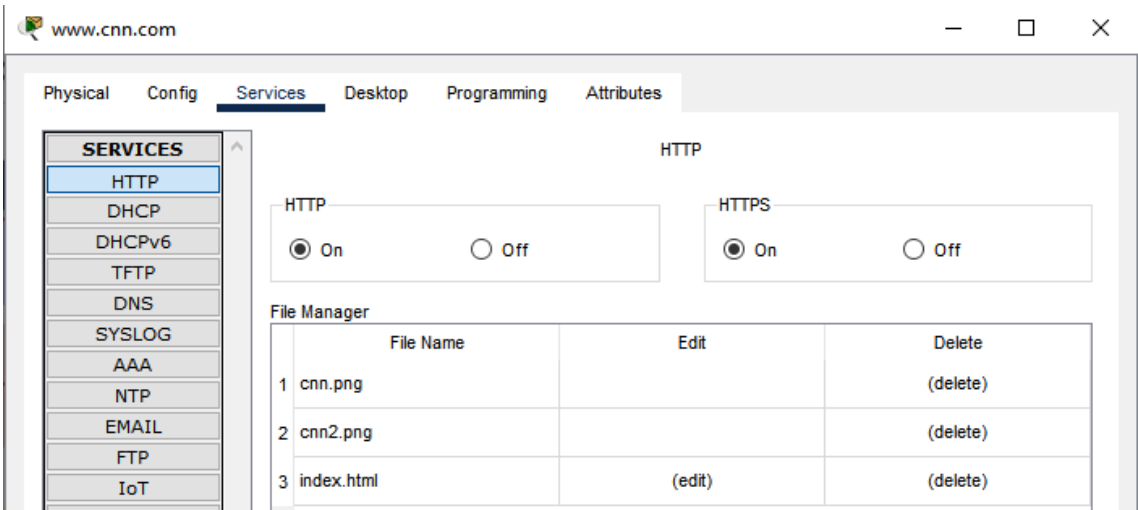 www.cnn.com
Physical Config Services Desktop Programming Attributes
SERVICES
HTTP
DHCP
DHCPv6
TFTP
DNS
SYSLOG
AAA
NTP
EMAIL
FTP
IoT
HTTP
HTTP
On Off
HTTPS
On Off
File Manager
File Name Edit Delete
1 cnn.png (delete)
2 cnn2.png (delete)
3 index.html (edit) (delete)